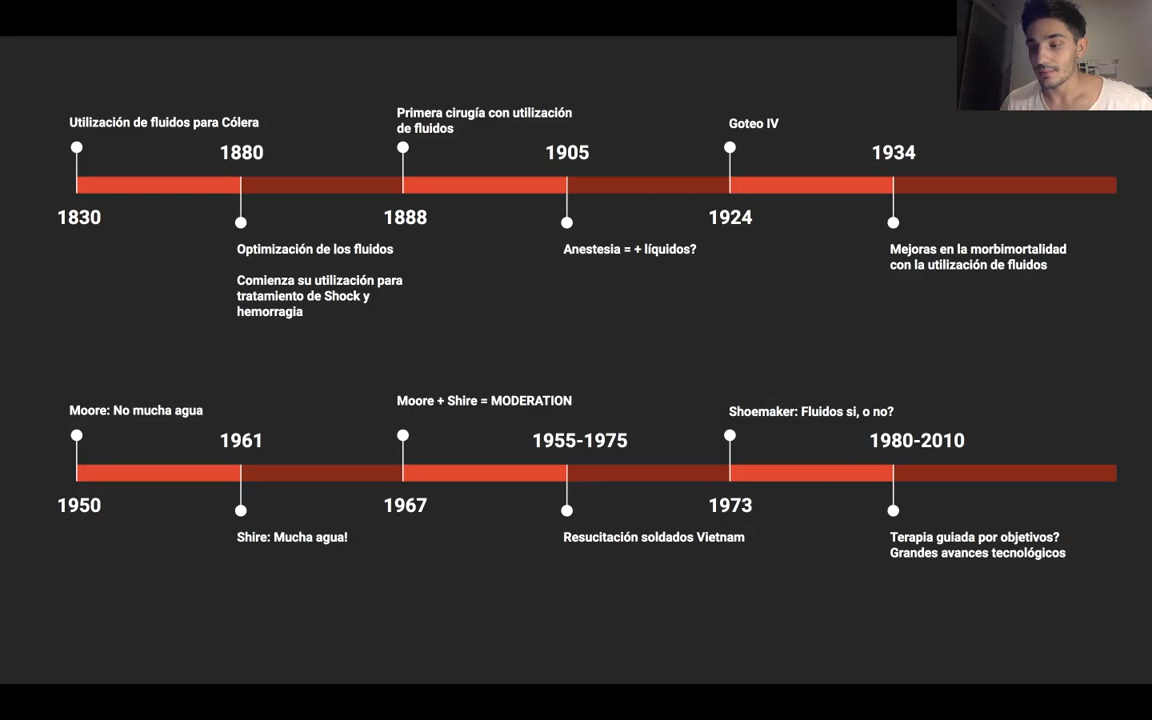 Utilización de fluidos para Cólera
Primera cirugía con utilización
de fluidos
Goteo IV
1880
1905
1934
1830
1888
1924
Optimización de los fluidos
Comienza su utilización para
tratamiento de Shock y
hemorragia
Anestesia = + líquidos?
Mejoras en la morbimortalidad
con la utilización de fluidos
Moore: No mucha agua
Moore + Shire = MODERATION
Shoemaker: Fluidos si, o no?
1961
1955-1975
1980-2010
1950
1967
1973
Shire: Mucha agua!
Resucitación soldados Vietnam
Terapia guiada por objetivos?
Grandes avances tecnológicos